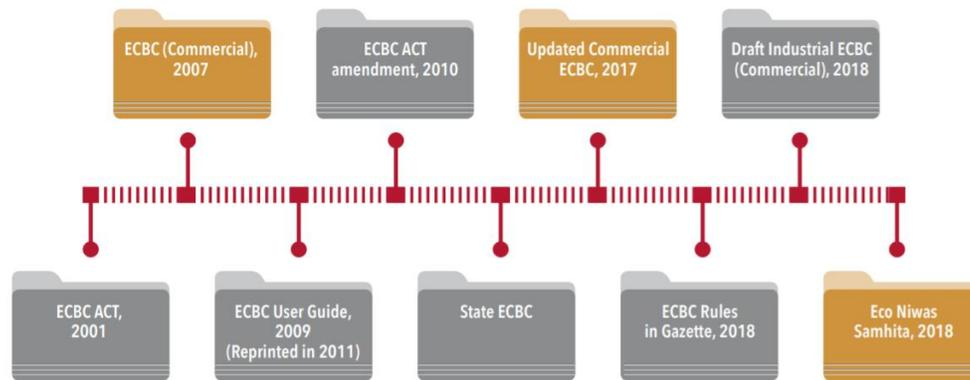 ECBC (Commercial),
2007
ECBC ACT
amendment, 2010
Updated Commercial
ECBC, 2017
Draft Industrial ECBC
(Commercial), 2018
ECBC ACT,
2001
ECBC User Guide,
2009
(Reprinted in 2011)
State ECBC
ECBC Rules
in Gazette, 2018
Eco Niwas
Samhita, 2018